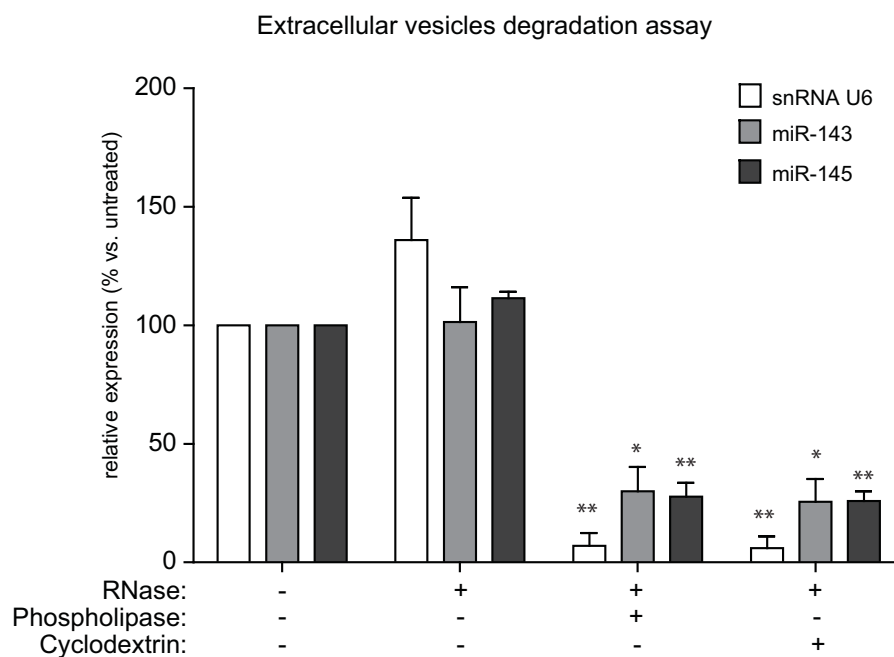 Extracellular vesicles degradation assay
200
150
100
50
0
relative expression (% vs. untreated)
snRNA U6
miR-143
miR-145
** * ** ** * **
RNase: - + + +
Phospholipase: - - + -
Cyclodextrin: - - - +